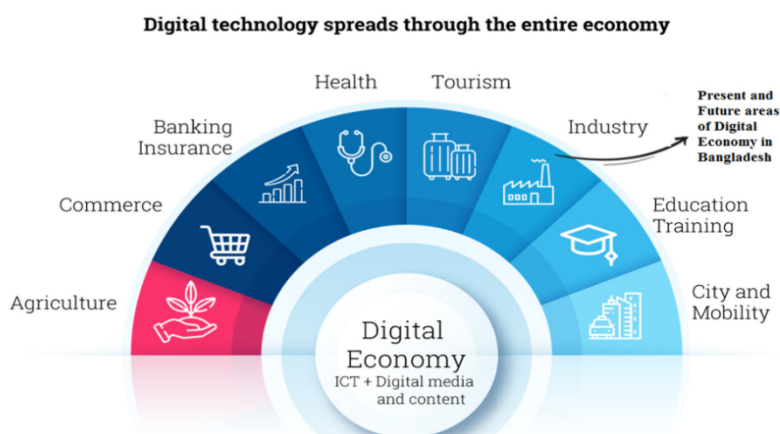 Digital technology spreads through the entire economy
Health
Tourism
Banking
Insurance
Industry
Present and
Future areas
of Digital
Economy in
Bangladesh
Commerce
Education
Training
Agriculture
City and
Mobility
Digital
Economy
ICT + Digital media
and content